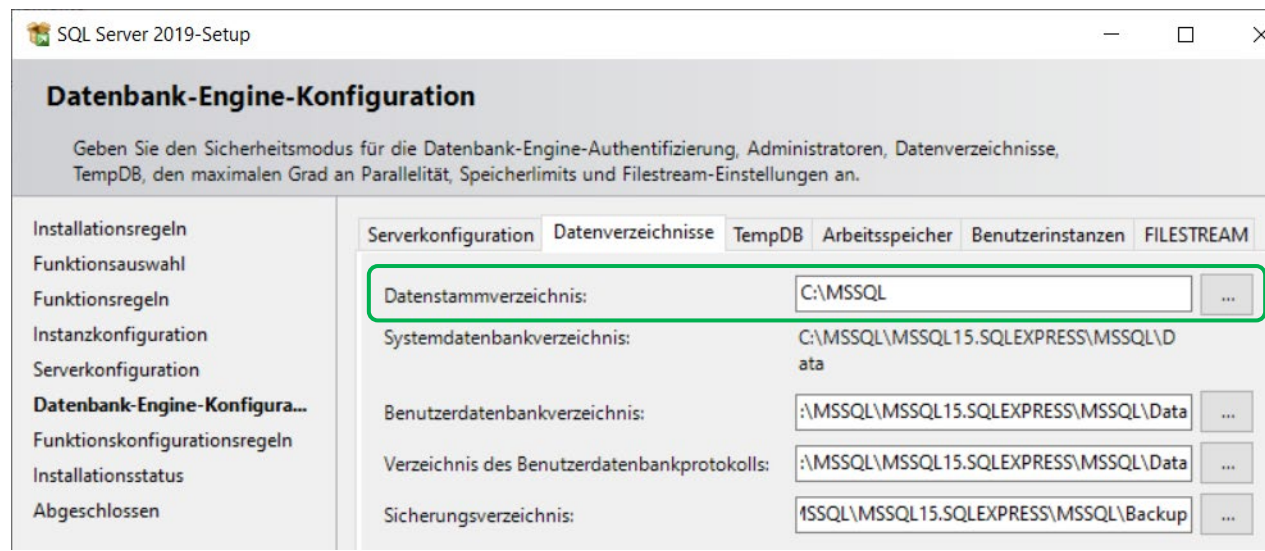 SQL Server 2019-Setup
Datenbank-Engine-Konfiguration
Geben Sie den Sicherheitsmodus für die Datenbank-Engine-Authentifizierung, Administratoren, Datenverzeichnisse,
TempDB, den maximalen Grad an Parallelität, Speicherlimits und Filestream-Einstellungen an.
Installationsregeln
Funktionsauswahl
Funktionsregeln
Instanzkonfiguration
Serverkonfiguration
Datenbank-Engine-Konfigura...
Funktionskonfigurationsregeln
Installationsstatus
Abgeschlossen
Serverkonfiguration Datenverzeichnisse TempDB Arbeitsspeicher Benutzerinstanzen FILESTREAM
Datenstammverzeichnis: C:\MSSQL ...
Systemdatenbankverzeichnis: C:\MSSQL\MSSQL15.SQLEXPRESS\MSSQL\D
ata
Benutzerdatenbankverzeichnis: :\MSSQL\MSSQL15.SQLEXPRESS\MSSQL\Data ...
Verzeichnis des Benutzerdatenbankprotokolls: :\MSSQL\MSSQL15.SQLEXPRESS\MSSQL\Data ...
Sicherungsverzeichnis: MSSQL\MSSQL15.SQLEXPRESS\MSSQL\Backup ...